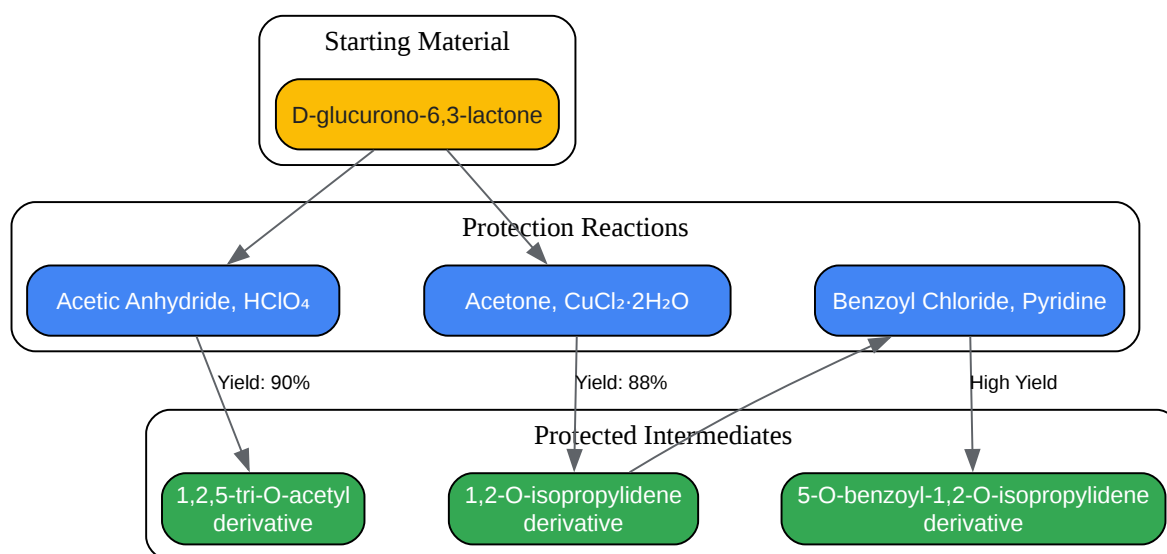 Starting Material
D-glucurono-6,3-lactone
Protection Reactions
Acetic Anhydride, HClO₄
Acetone, CuCl₂·2H₂O
Benzoyl Chloride, Pyridine
Yield: 90%
Yield: 88%
High Yield
Protected Intermediates
1,2,5-tri-O-acetyl
derivative
1,2-O-isopropylidene
derivative
5-O-benzoyl-1,2-O-isopropylidene
derivative